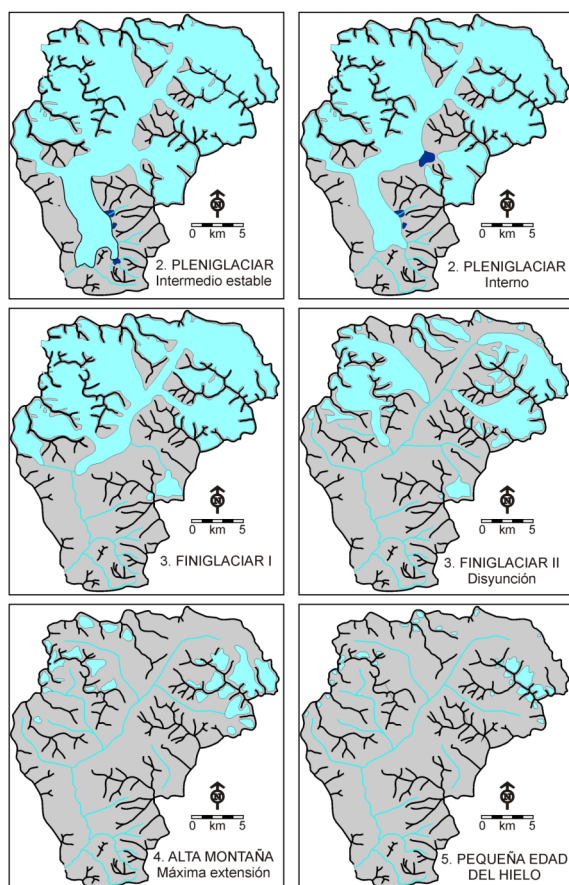 N
0 km 5
2. PLENIGLACIAR
Intermedio estable
N
0 km 5
2. PLENIGLACIAR
Interno
N
0 km 5
3. FINIGLACIAR I
N
0 km 5
3. FINIGLACIAR II
Disyunción
N
0 km 5
4. ALTA MONTAÑA
Máxima extensión
N
0 km 5
5. PEQUEÑA EDAD
DEL HIELO